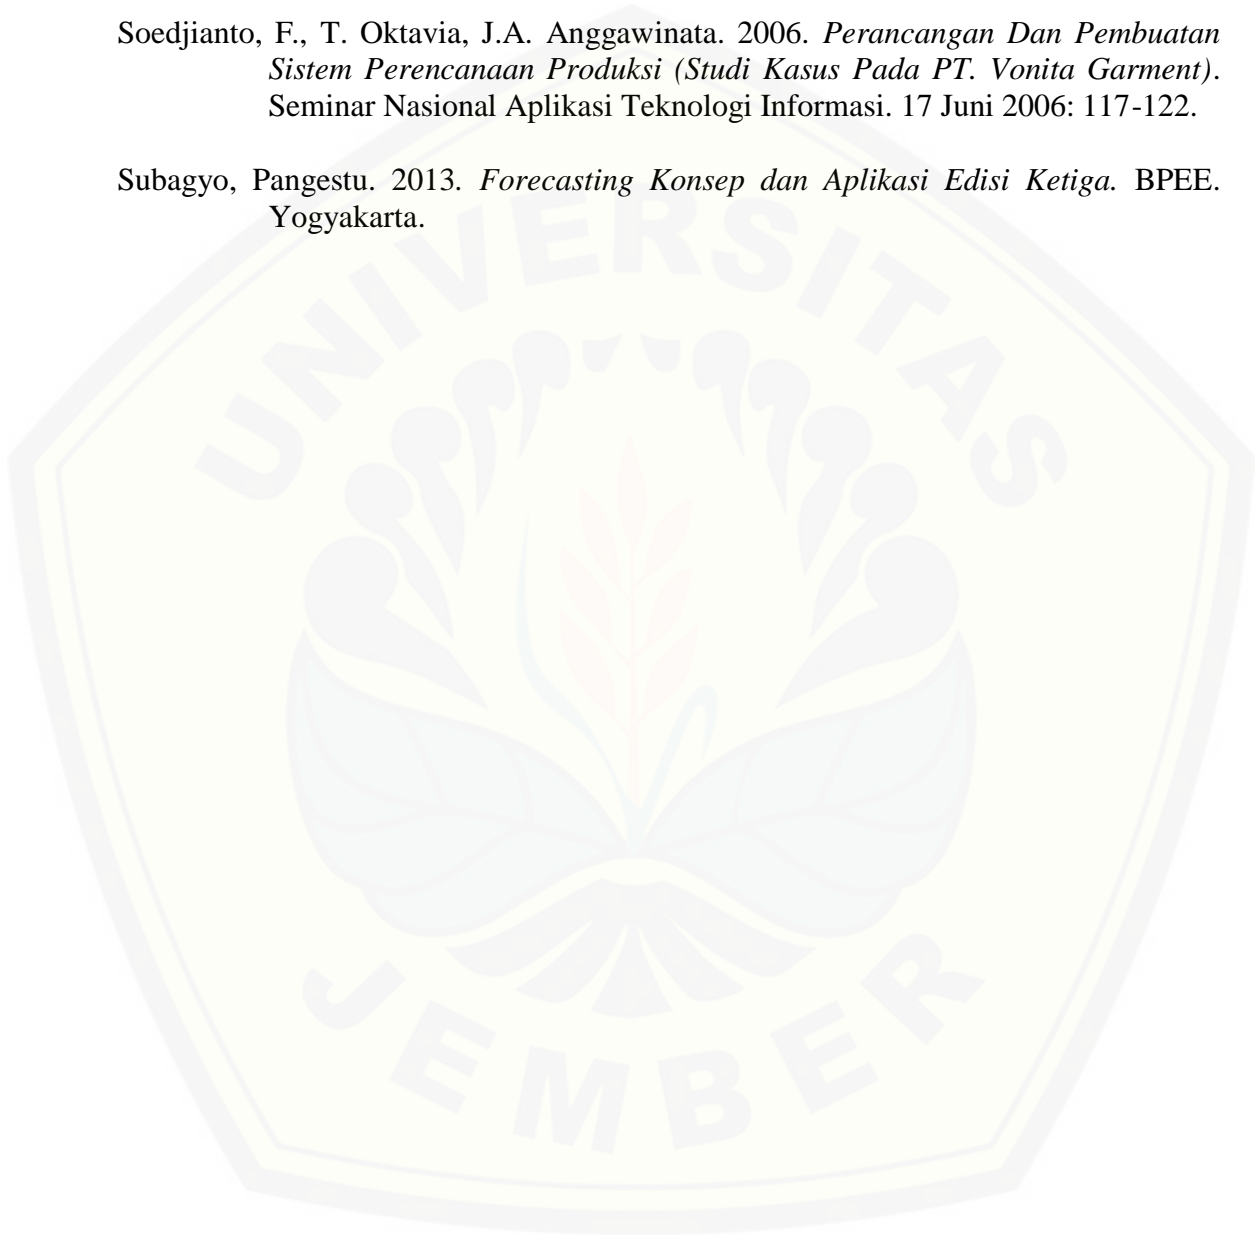 Soedjianto, F., T. Oktavia, J.A. Anggawinata. 2006. Perancangan Dan Pembuatan
Sistem Perencanaan Produksi (Studi Kasus Pada PT. Vonita Garment).
Seminar Nasional Aplikasi Teknologi Informasi. 17 Juni 2006: 117-122.
Subagyo, Pangestu. 2013. Forecasting Konsep dan Aplikasi Edisi Ketiga. BPEE.
Yogyakarta.
UNIVERSITAS
JEMBER